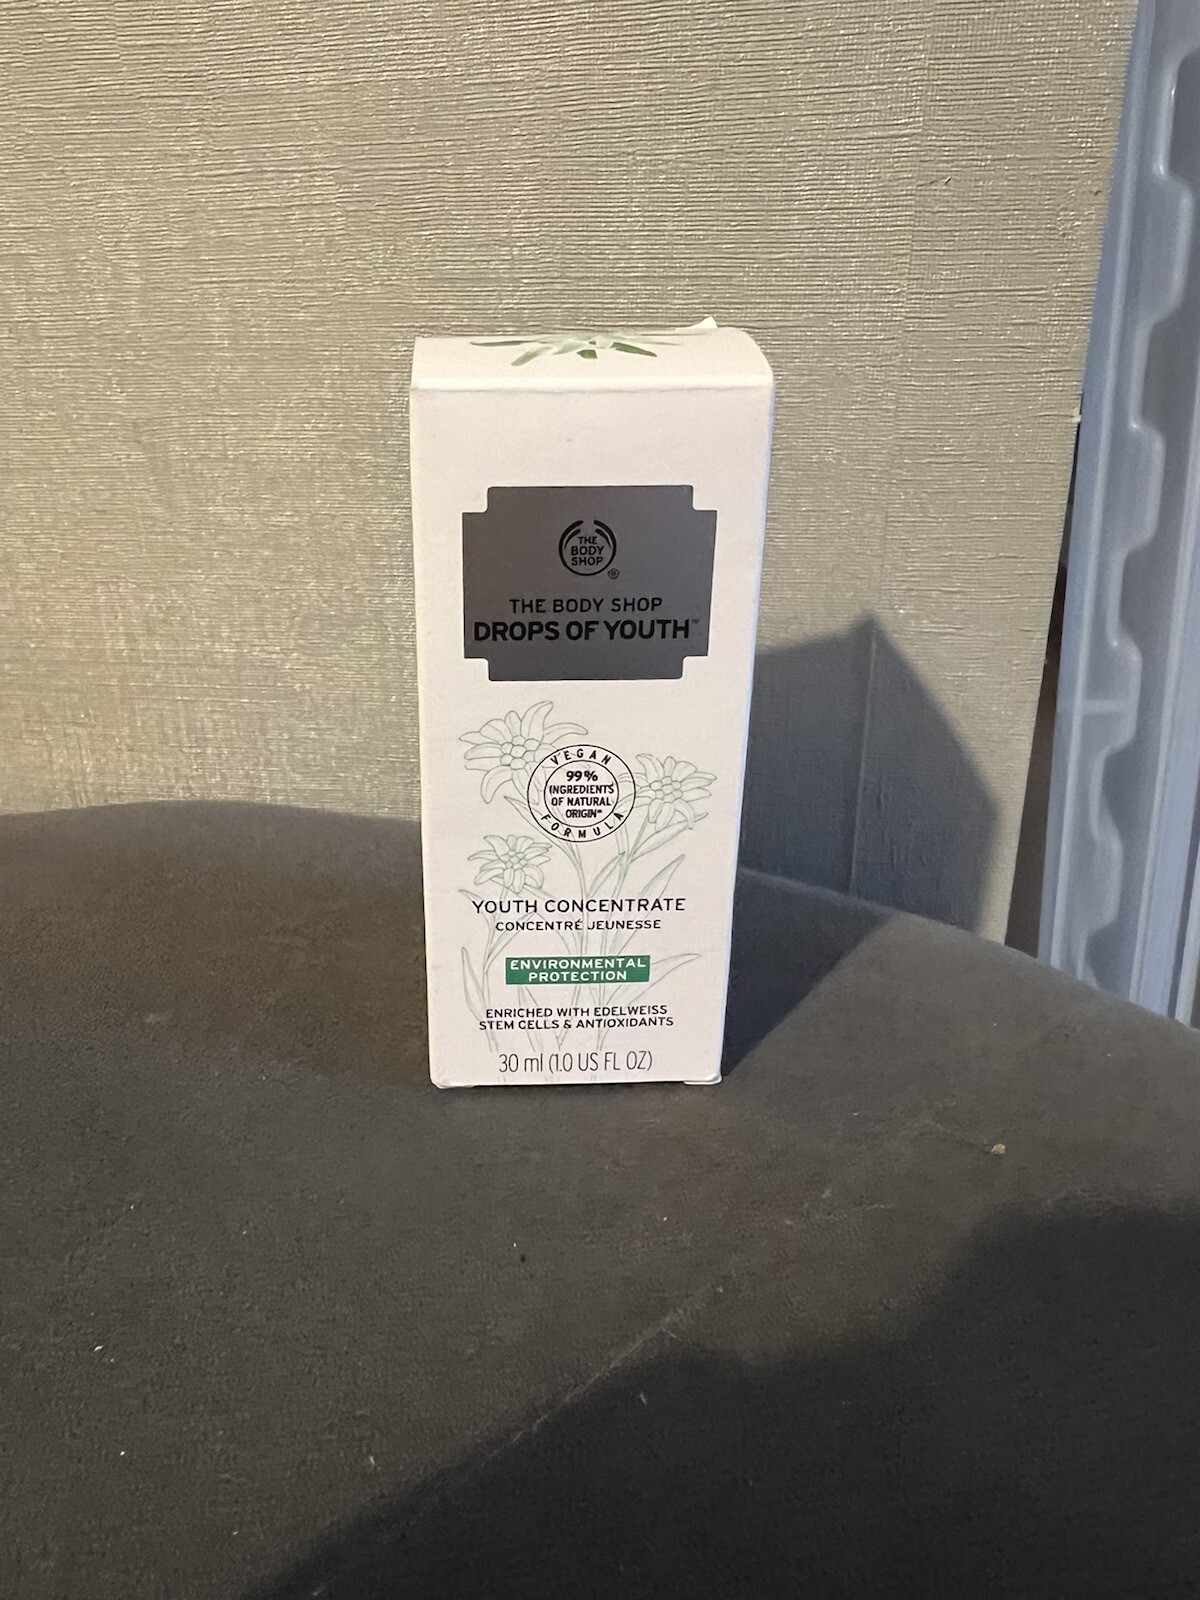 THE
BODY
SHOP
®
THE BODY SHOP
DROPS OF YOUTH™
VEGAN
99%
INGREDIENTS
OF NATURAL
ORIGIN*
FORMULA
YOUTH CONCENTRATE
CONCENTRÉ JEUNESSE
ENVIRONMENTAL
PROTECTION
ENRICHED WITH EDELWEISS
STEM CELLS & ANTIOXIDANTS
30 ml (1.0 US FL OZ)